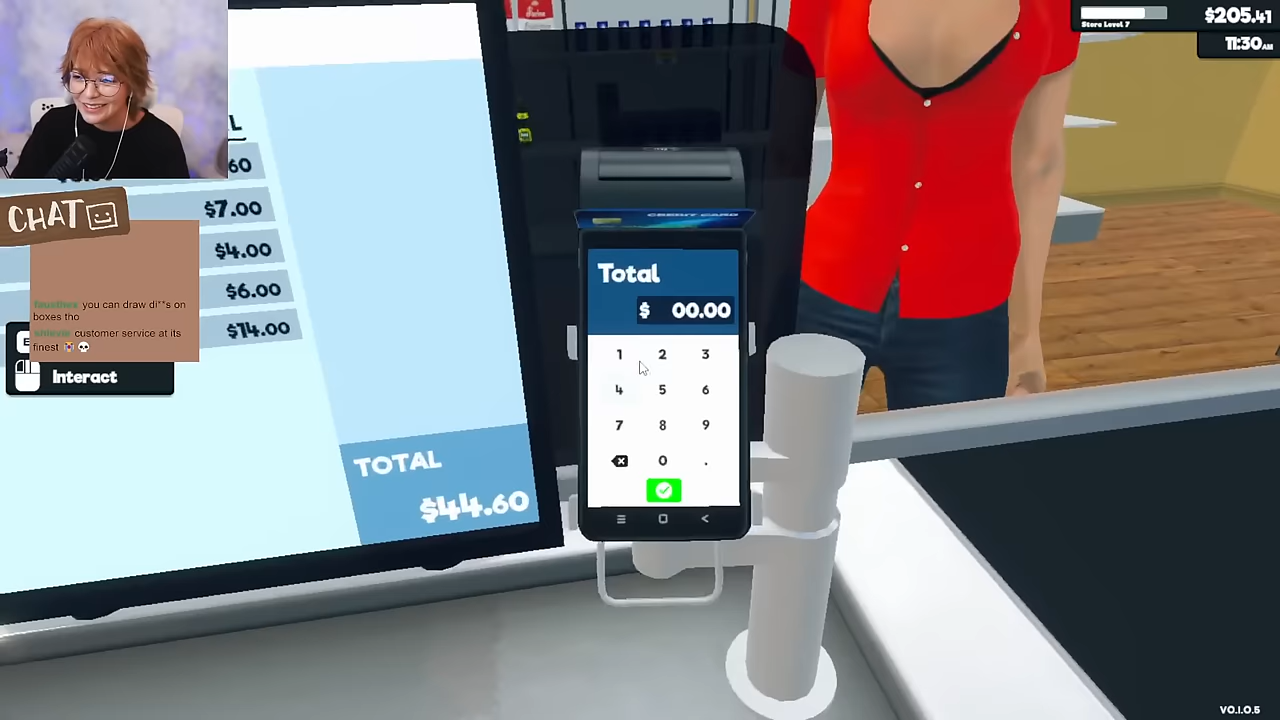 Store Level 7
$205.41
11:30AM
CHAT
L
60
$7.00
$4.00
$6.00
$14.00
you can draw di**s on
boxes tho
customer service at its
finest 😭 💀
E
Interact
TOTAL
$44.60
CREDIT CARD
Total
$ 00.00
1 2 3
4 5 6
7 8 9
0 .
V0.1.0.5